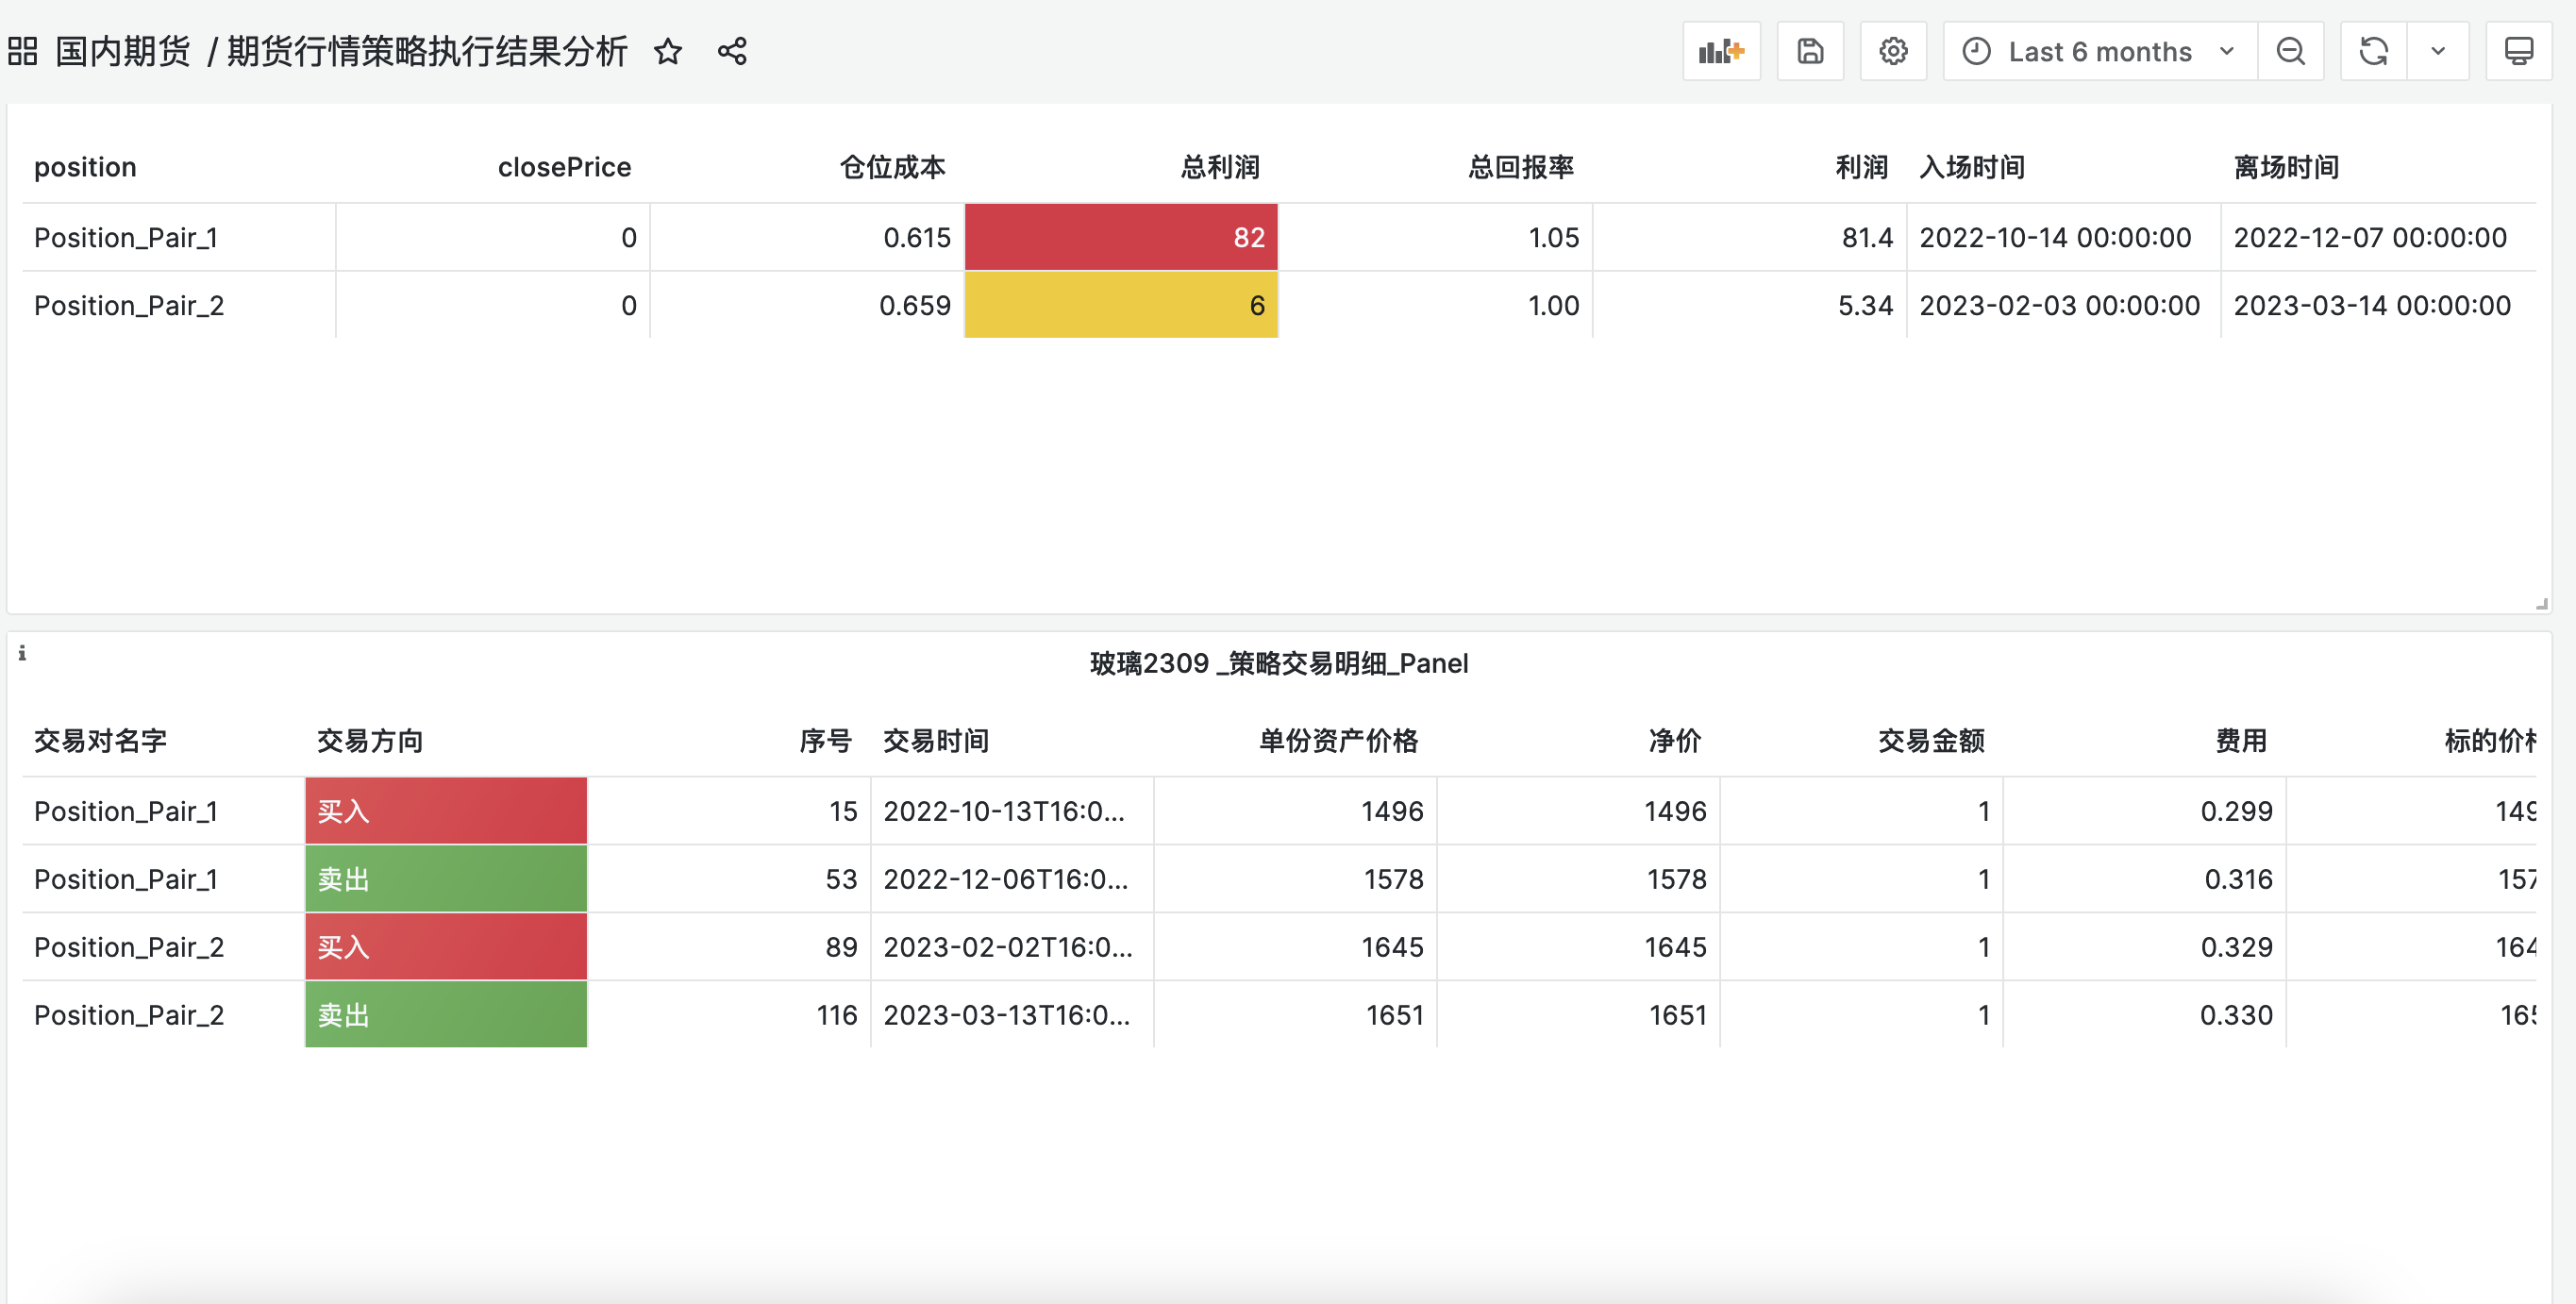 国内期货 / 期货行情策略执行结果分析 Last 6 months
position closePrice 仓位成本 总利润 总回报率 利润 入场时间 离场时间
Position_Pair_1 0 0.615 82 1.05 81.4 2022-10-14 00:00:00 2022-12-07 00:00:00
Position_Pair_2 0 0.659 6 1.00 5.34 2023-02-03 00:00:00 2023-03-14 00:00:00
i
玻璃2309 _策略交易明细_Panel
交易对名字 交易方向 序号 交易时间 单份资产价格 净价 交易金额 费用 标的价
Position_Pair_1 买入 15 2022-10-13T16:0... 1496 1496 1 0.299 149
Position_Pair_1 卖出 53 2022-12-06T16:0... 1578 1578 1 0.316 157
Position_Pair_2 买入 89 2023-02-02T16:0... 1645 1645 1 0.329 164
Position_Pair_2 卖出 116 2023-03-13T16:0... 1651 1651 1 0.330 165